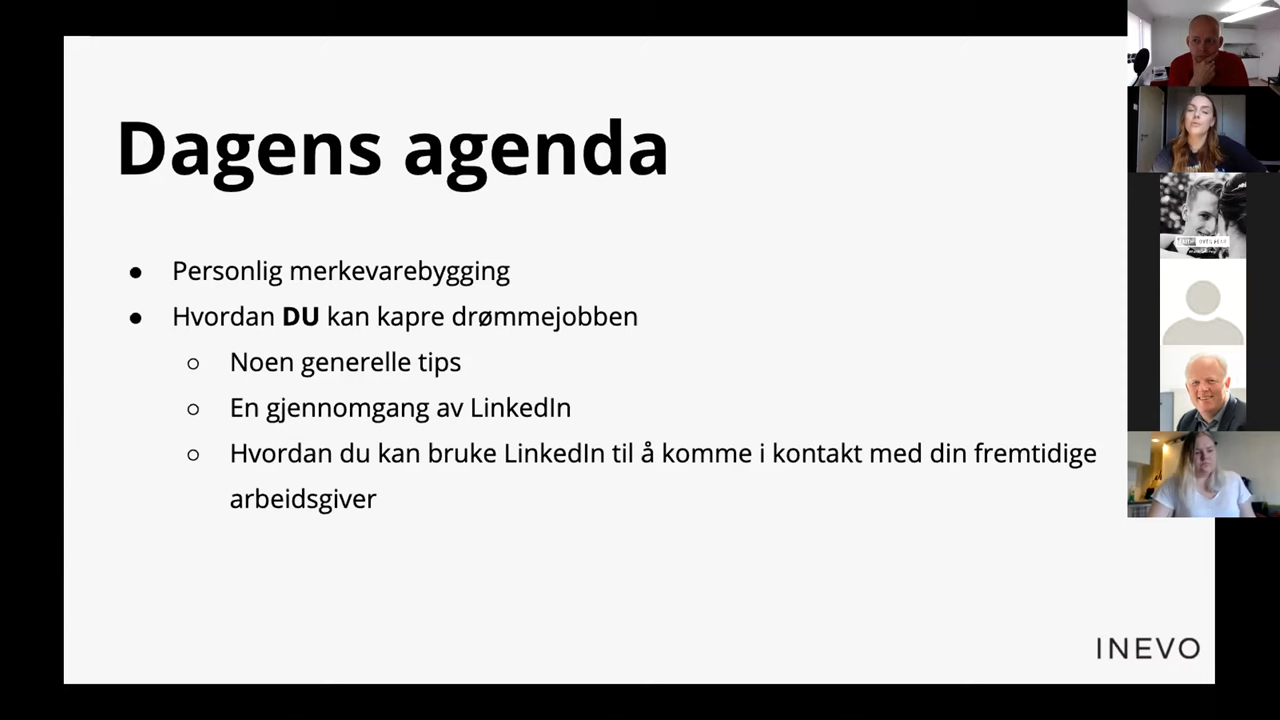 Dagens agenda
● Personlig merkevarebygging
● Hvordan DU kan kapre drømmejobben
○ Noen generelle tips
○ En gjennomgang av LinkedIn
○ Hvordan du kan bruke LinkedIn til å komme i kontakt med din fremtidige
arbeidsgiver
INEVO